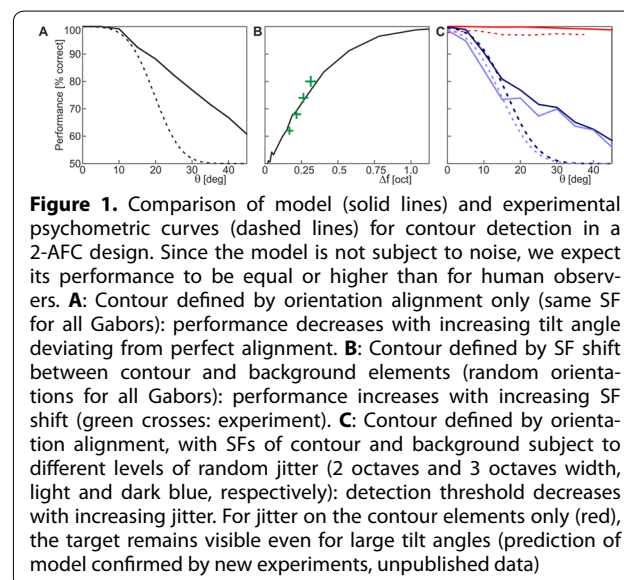 A B C
Performance [% correct]
100
90
80
70
60
50
0 10 20 30 40
θ [deg]
0 0.25 0.50 0.75 1.0
Δf [oct]
0 10 20 30 40
θ [deg]
Figure 1. Comparison of model (solid lines) and experimental
psychometric curves (dashed lines) for contour detection in a
2-AFC design. Since the model is not subject to noise, we expect
its performance to be equal or higher than for human observ-
ers. A: Contour defined by orientation alignment only (same SF
for all Gabors): performance decreases with increasing tilt angle
deviating from perfect alignment. B: Contour defined by SF shift
between contour and background elements (random orienta-
tions for all Gabors): performance increases with increasing SF
shift (green crosses: experiment). C: Contour defined by orienta-
tion alignment, with SFs of contour and background subject to
different levels of random jitter (2 octaves and 3 octaves width,
light and dark blue, respectively): detection threshold decreases
with increasing jitter. For jitter on the contour elements only (red),
the target remains visible even for large tilt angles (prediction of
model confirmed by new experiments, unpublished data)